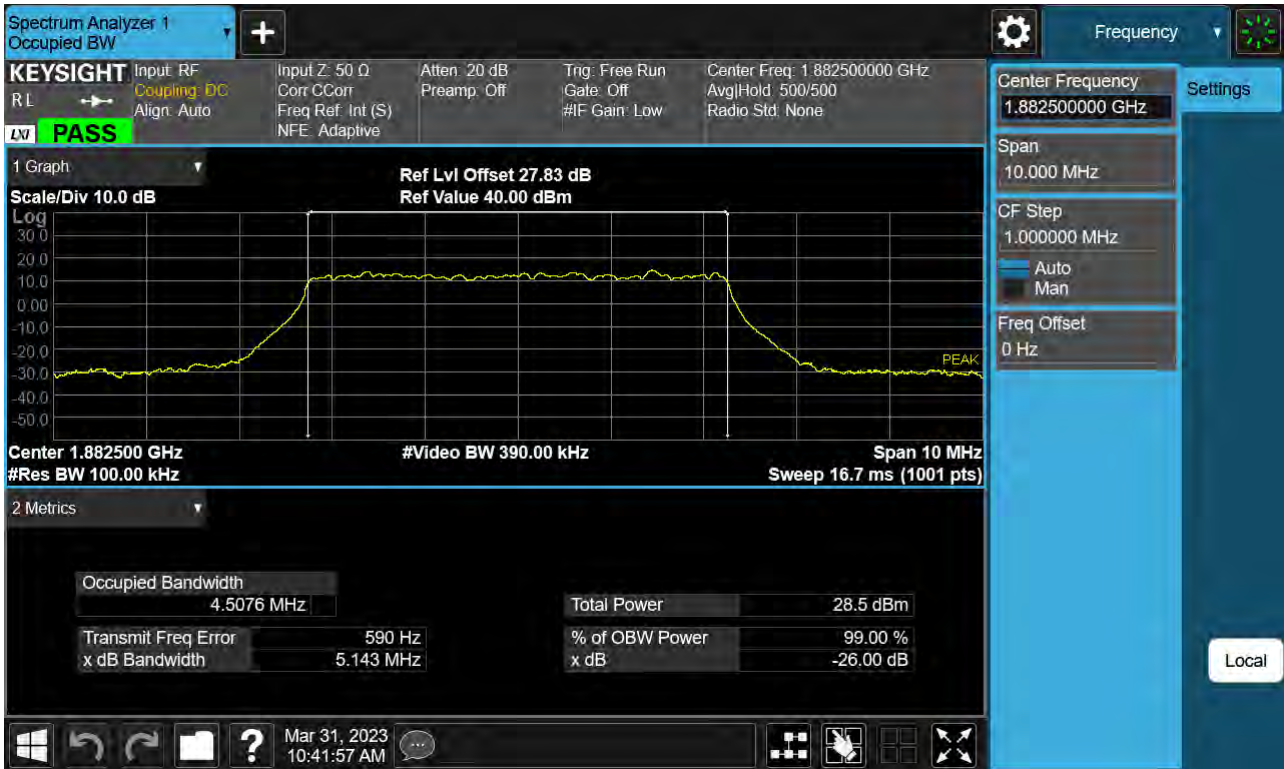 Spectrum Analyzer 1
Occupied BW
+
Frequency
KEYSIGHT
R L
LXI
PASS
Input: RF
Coupling: DC
Align: Auto
Input Z: 50 Ω
Corr CCorr
Freq Ref: Int (S)
NFE: Adaptive
Atten: 20 dB
Preamp: Off
Trig: Free Run
Gate: Off
#IF Gain: Low
Center Freq: 1.882500000 GHz
Avg|Hold: 500/500
Radio Std: None
1 Graph
Scale/Div 10.0 dB
Ref Lvl Offset 27.83 dB
Ref Value 40.00 dBm
Log
30.0
20.0
10.0
0.00
-10.0
-20.0
-30.0
-40.0
-50.0
PEAK
Center 1.882500 GHz
#Video BW 390.00 kHz
Span 10 MHz
#Res BW 100.00 kHz
Sweep 16.7 ms (1001 pts)
2 Metrics
Occupied Bandwidth
4.5076 MHz
Total Power 28.5 dBm
Transmit Freq Error 590 Hz
% of OBW Power 99.00 %
x dB Bandwidth 5.143 MHz
x dB -26.00 dB
Center Frequency
1.882500000 GHz
Settings
Span
10.000 MHz
CF Step
1.000000 MHz
Auto
Man
Freq Offset
0 Hz
Local
?
Mar 31, 2023
10:41:57 AM